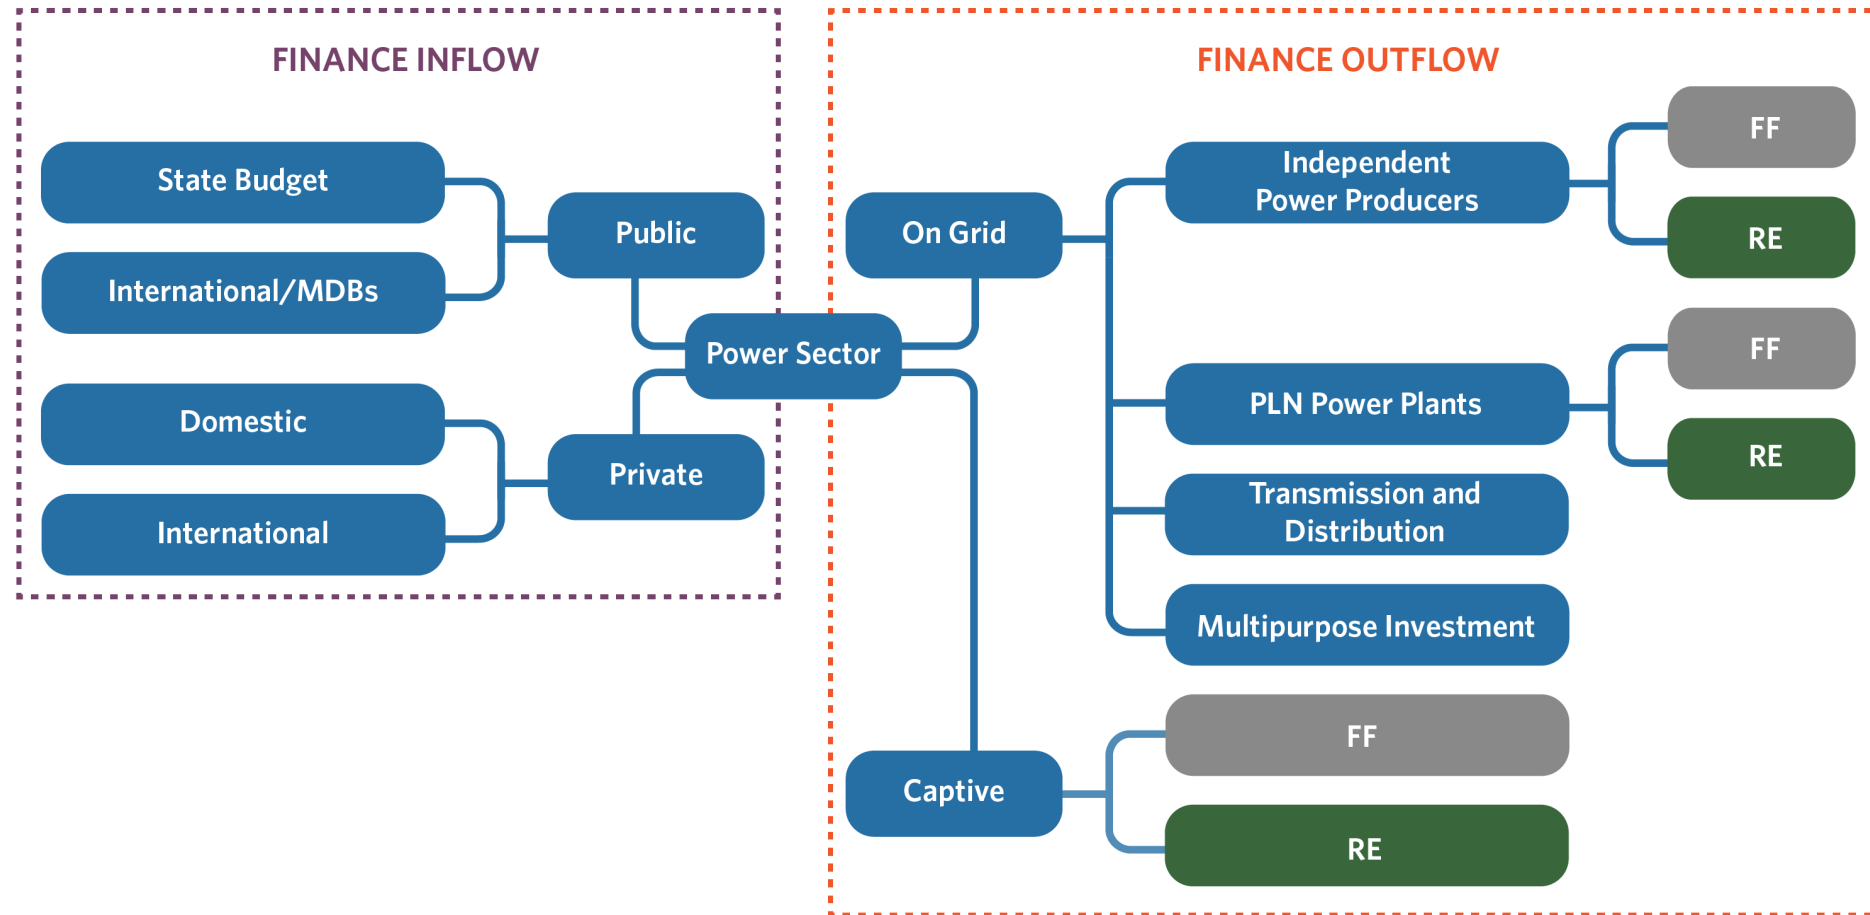 FINANCE INFLOW
State Budget
International/MDBs
Public
Domestic
International
Private
Power Sector
FINANCE OUTFLOW
On Grid
Independent
Power Producers
FF
RE
PLN Power Plants
FF
RE
Transmission and
Distribution
Multipurpose Investment
Captive
FF
RE